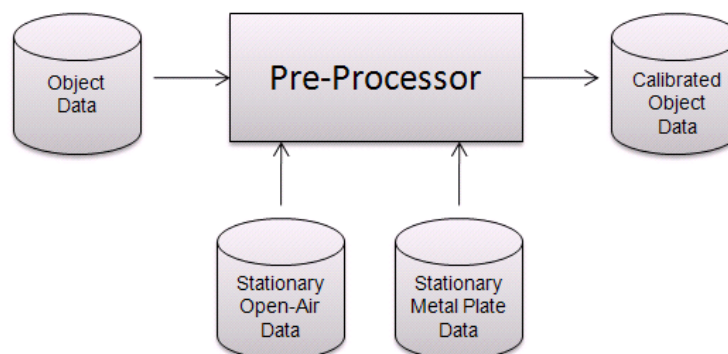 Object
Data
Pre-Processor
Calibrated
Object
Data
Stationary
Open-Air
Data
Stationary
Metal Plate
Data